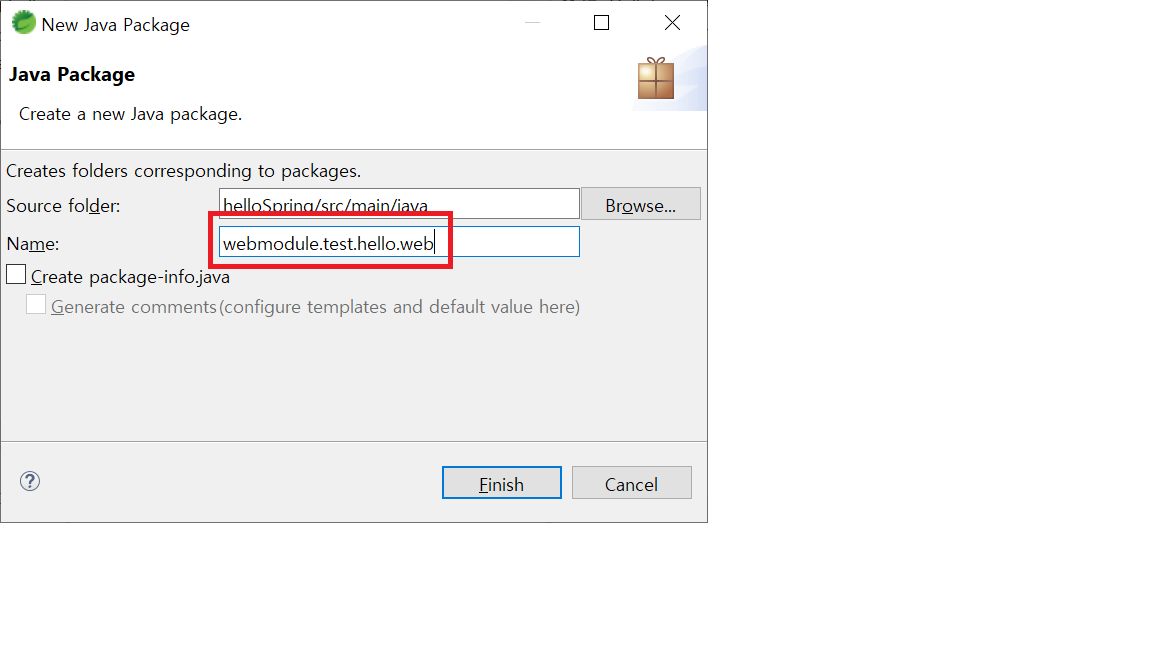 New Java Package
Java Package
Create a new Java package.
Creates folders corresponding to packages.
Source folder: helloSpring/src/main/java Browse...
Name: webmodule.test.hello.web
Create package-info.java
Generate comments (configure templates and default value here)
? Finish Cancel